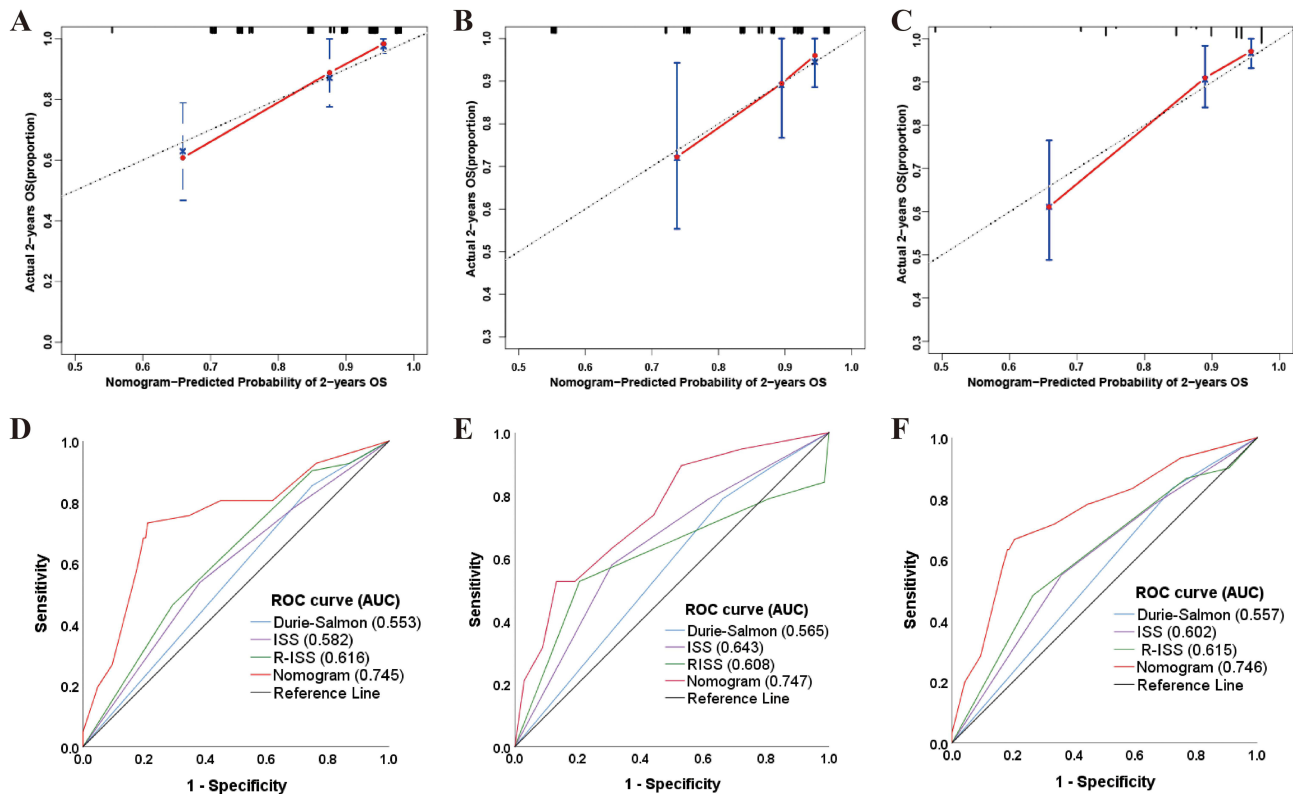 A
B
C
Actual 2-years OS(proportion)
1.0
0.8
0.6
0.4
0.2
0.0
0.5 0.6 0.7 0.8 0.9 1.0
Nomogram-Predicted Probability of 2-years OS
Actual 2-years OS(proportion)
1.0
0.9
0.8
0.7
0.6
0.5
0.4
0.3
0.5 0.6 0.7 0.8 0.9 1.0
Nomogram-Predicted Probability of 2-years OS
Actual 2-years OS(proportion)
1.0
0.9
0.8
0.7
0.6
0.5
0.4
0.3
0.5 0.6 0.7 0.8 0.9 1.0
Nomogram-Predicted Probability of 2-years OS
D
E
F
Sensitivity
1.0
0.8
0.6
0.4
0.2
0.0
ROC curve (AUC)
Durie-Salmon (0.553)
ISS (0.582)
R-ISS (0.616)
Nomogram (0.745)
Reference Line
0.0 0.2 0.4 0.6 0.8 1.0
1 - Specificity
Sensitivity
1.0
0.8
0.6
0.4
0.2
0.0
ROC curve (AUC)
Durie-Salmon (0.565)
ISS (0.643)
RISS (0.608)
Nomogram (0.747)
Reference Line
0.0 0.2 0.4 0.6 0.8 1.0
1 - Specificity
Sensitivity
1.0
0.8
0.6
0.4
0.2
0.0
ROC curve (AUC)
Durie-Salmon (0.557)
ISS (0.602)
R-ISS (0.615)
Nomogram (0.746)
Reference Line
0.0 0.2 0.4 0.6 0.8 1.0
1 - Specificity